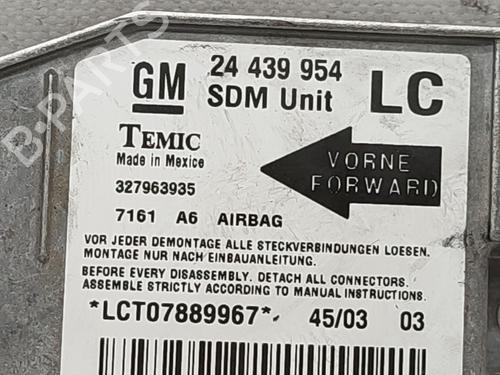 GM 24 439 954 LC
SDM Unit
TEMIC
Made in Mexico
VORNE
FORWARD
327963935
7161 A6 AIRBAG
VOR JEDER DEMONTAGE ALLE STECKVERBINDUNGEN LOESEN.
MONTAGE NUR NACH EINBAUANLEITUNG.
BEFORE EVERY DISASSEMBLY. DETACH ALL CONNECTORS.
ASSEMBLE STRICTLY ACCORDING TO MANUAL INSTRUCTIONS.
*LCT07889967* 45/03 03
B-PARTS